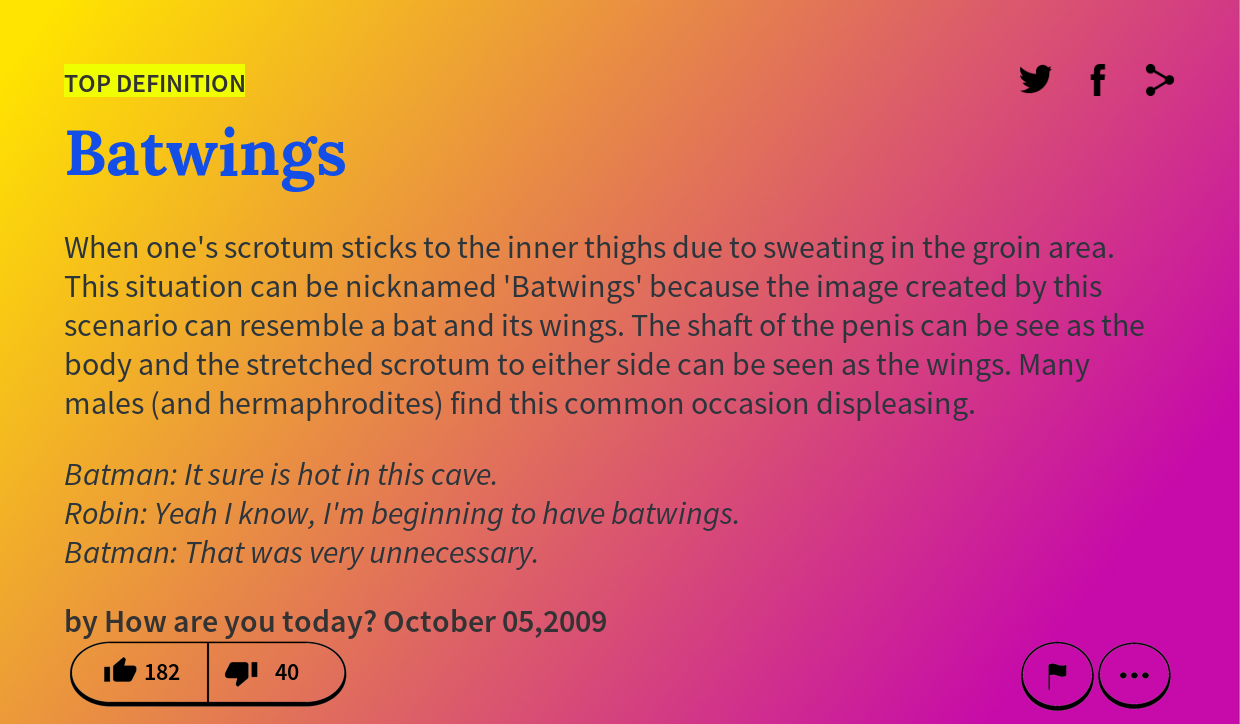 TOP DEFINITION
Batwings
When one's scrotum sticks to the inner thighs due to sweating in the groin area.
This situation can be nicknamed 'Batwings' because the image created by this
scenario can resemble a bat and its wings. The shaft of the penis can be see as the
body and the stretched scrotum to either side can be seen as the wings. Many
males (and hermaphrodites) find this common occasion displeasing.
Batman: It sure is hot in this cave.
Robin: Yeah I know, I'm beginning to have batwings.
Batman: That was very unnecessary.
by How are you today? October 05,2009
182 40